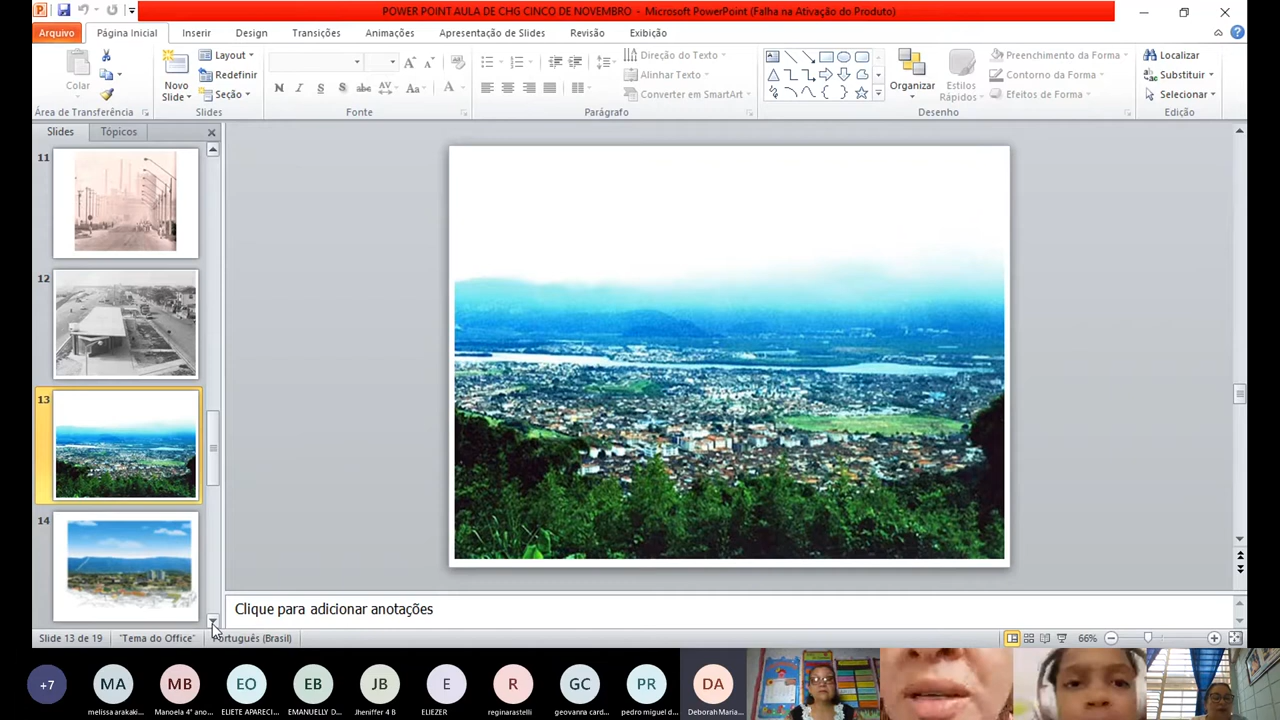 POWER POINT AULA DE CHG CINCO DE NOVEMBRO - Microsoft PowerPoint (Falha na Ativação do Produto)
Arquivo Página Inicial Inserir Design Transições Animações Apresentação de Slides Revisão Exibição
Colar
Novo Slide
Layout
Redefinir
Seção
N I S S AV Aa A
Direção do Texto
Alinhar Texto
Converter em SmartArt
Organizar
Estilos Rápidos
Preenchimento da Forma
Contorno da Forma
Efeitos de Forma
Localizar
Substituir
Selecionar
Área de Transferência Slides Fonte Parágrafo Desenho Edição
Slides Tópicos
11
12
13
14
Clique para adicionar anotações
Slide 13 de 19 "Tema do Office" Português (Brasil) 66%
+7 MA MB EO EB JB E R GC PR DA
melissa arakaki... Manoela 4° ano... ELIETE APARECI... EMANUELLY D... Jheniffer 4 B ELIEZER reginarastelli geovanna card... pedro miguel d... Deborah Maria...